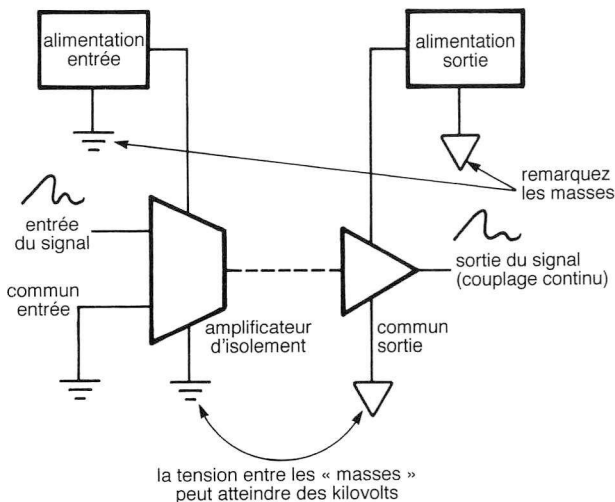 alimentation
entrée
alimentation
sortie
remarquez
les masses
entrée
du signal
sortie du signal
(couplage continu)
commun
entrée
amplificateur
d'isolement
commun
sortie
la tension entre les « masses »
peut atteindre des kilovolts